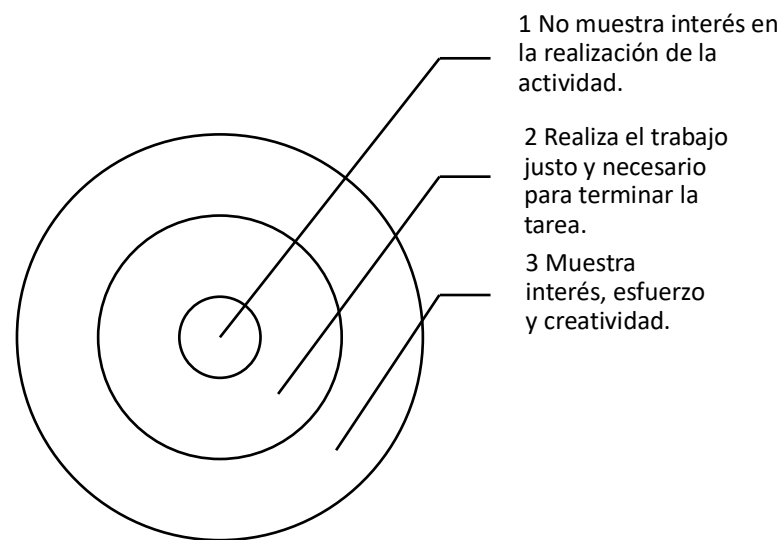 1 No muestra interés en
la realización de la
actividad.
2 Realiza el trabajo
justo y necesario
para terminar la
tarea.
3 Muestra
interés, esfuerzo
y creatividad.